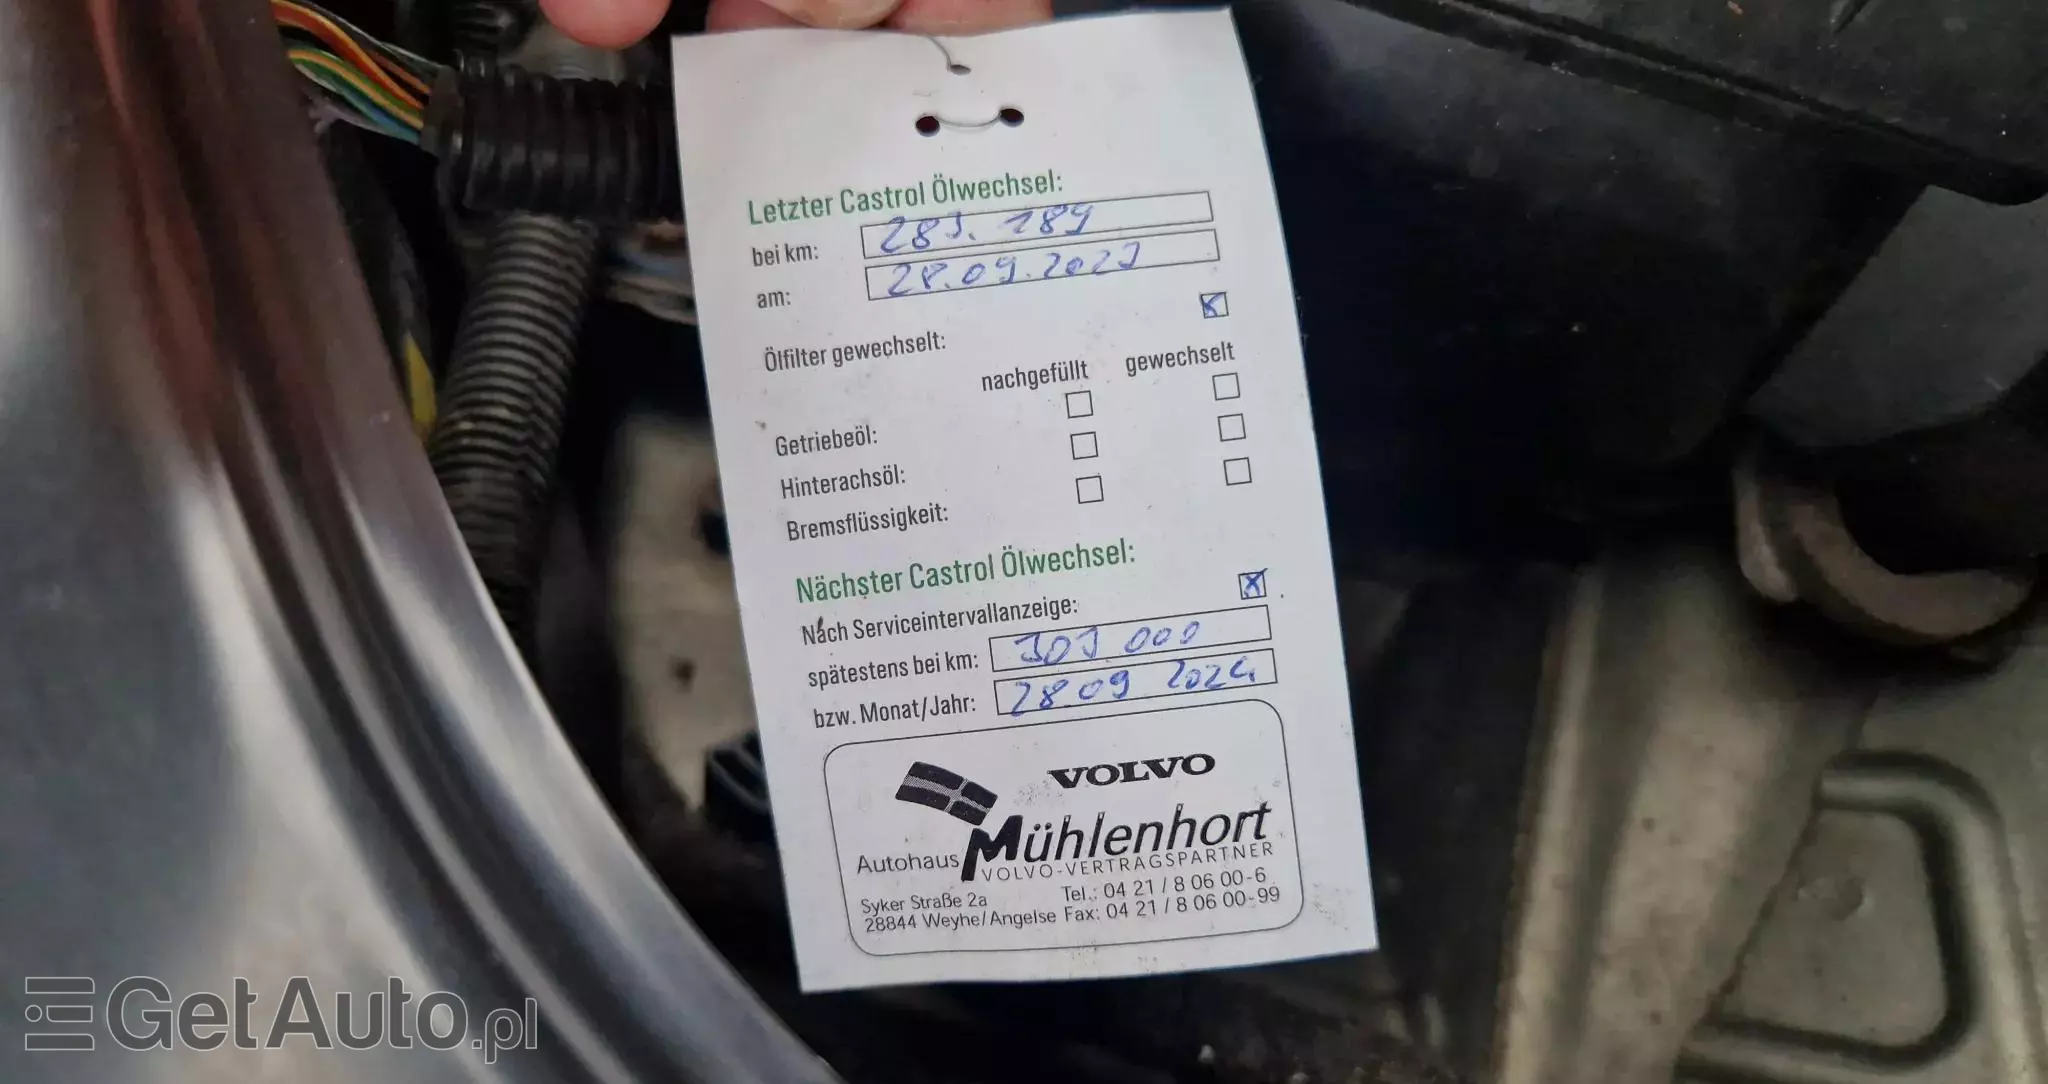 Letzter Castrol Ölwechsel:
bei km: 283.189
am: 28.09.2023
Ölfilter gewechselt: x
nachgefüllt gewechselt
Getriebeöl:
Hinterachsöl:
Bremsflüssigkeit:
Nächster Castrol Ölwechsel:
Nach Serviceintervallanzeige: x
spätestens bei km: 303 000
bzw. Monat/Jahr: 28.09 2024
VOLVO
Autohaus Mühlenhort
VOLVO-VERTRAGSPARTNER
Syker Straße 2a Tel.: 04 21 / 8 06 00-6
28844 Weyhe/Angelse Fax: 04 21 / 8 06 00-99
GetAuto.pl